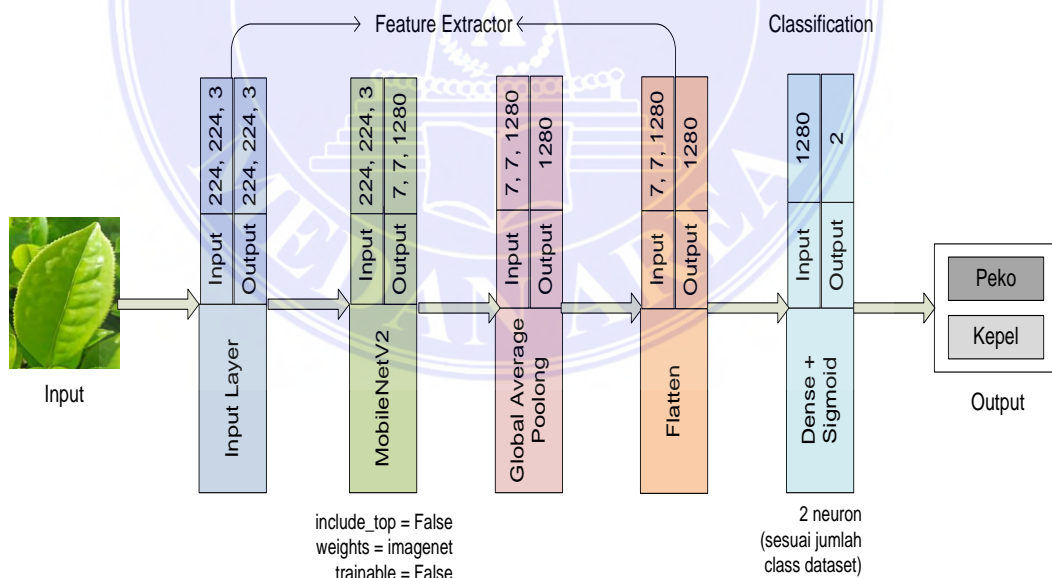 Feature Extractor
Classification
224, 224, 3
224, 224, 3
Input
Output
Input Layer
224, 224, 3
7, 7, 1280
Input
Output
MobileNetV2
7, 7, 1280
1280
Input
Output
Global Average
Poolong
7, 7, 1280
1280
Input
Output
Flatten
1280
2
Input
Output
Dense +
Sigmoid
Peko
Kepel
Input
Output
include_top = False
weights = imagenet
trainable = False
2 neuron
(sesuai jumlah
class dataset)
MEDAN AREA